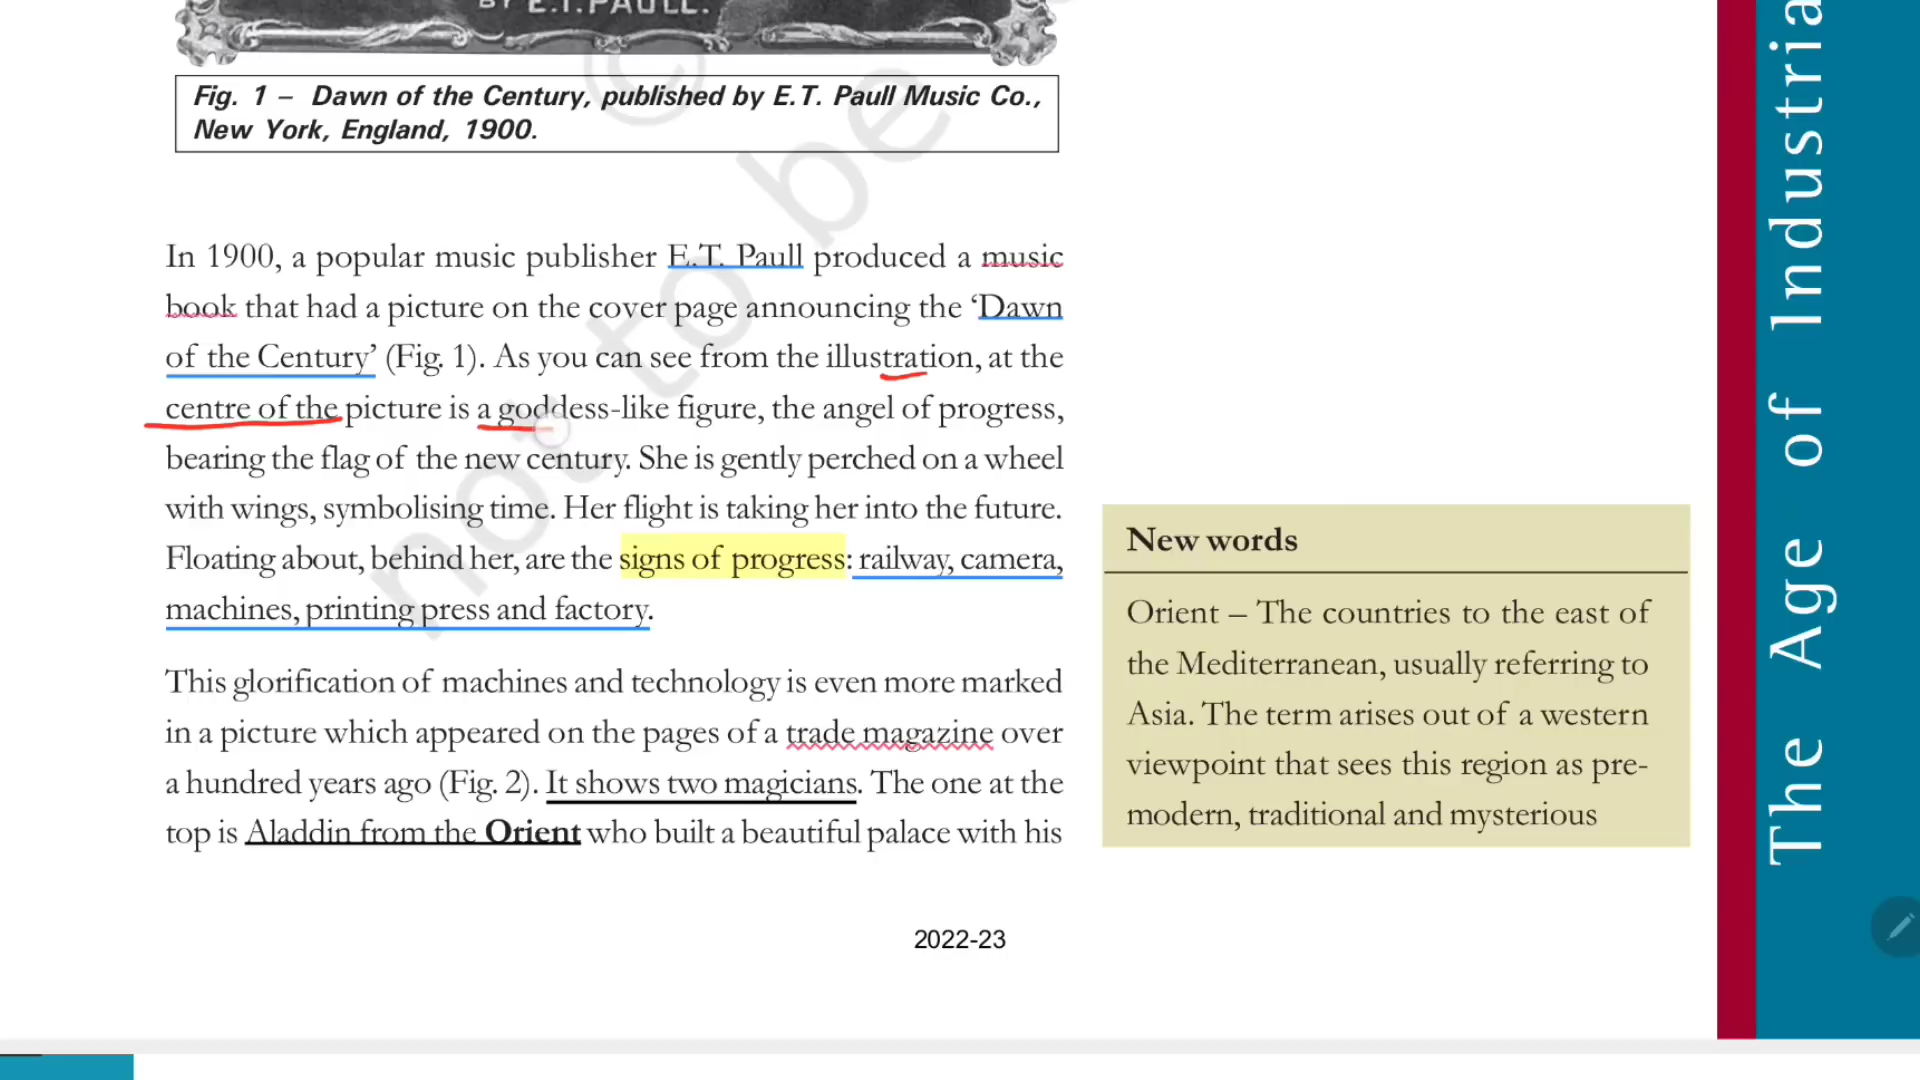 BY E.T. PAULL.
Fig. 1 – Dawn of the Century, published by E.T. Paull Music Co.,
New York, England, 1900.
In 1900, a popular music publisher E.T. Paull produced a music
book that had a picture on the cover page announcing the ‘Dawn
of the Century’ (Fig. 1). As you can see from the illustration, at the
centre of the picture is a goddess-like figure, the angel of progress,
bearing the flag of the new century. She is gently perched on a wheel
with wings, symbolising time. Her flight is taking her into the future.
Floating about, behind her, are the signs of progress: railway, camera,
machines, printing press and factory.
This glorification of machines and technology is even more marked
in a picture which appeared on the pages of a trade magazine over
a hundred years ago (Fig. 2). It shows two magicians. The one at the
top is Aladdin from the Orient who built a beautiful palace with his
New words
Orient – The countries to the east of
the Mediterranean, usually referring to
Asia. The term arises out of a western
viewpoint that sees this region as pre-
modern, traditional and mysterious
The Age of Industria
2022-23
©
not to be